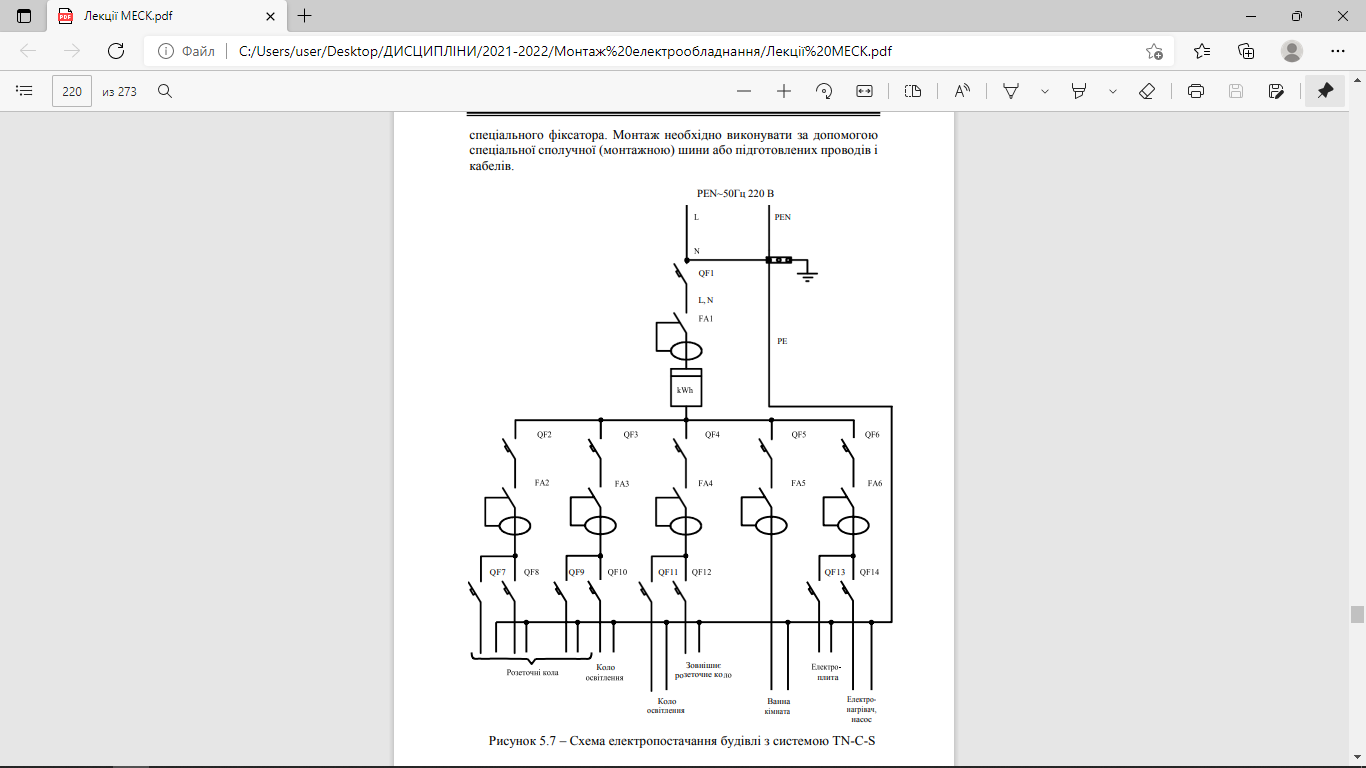 Лекції МЕСК.pdf
Файл
C:/Users/user/Desktop/ДИСЦИПЛІНИ/2021-2022/Монтаж%20електрообладнання/Лекції%20МЕСК.pdf
220 из 273
спеціального фіксатора. Монтаж необхідно виконувати за допомогою
спеціальної сполучної (монтажною) шини або підготовлених проводів і
кабелів.
PEN~50Гц 220 В
L PEN
N
QF1
L, N
FA1
PE
kWh
QF2 QF3 QF4 QF5 QF6
FA2 FA3 FA4 FA5 FA6
QF7 QF8 QF9 QF10 QF11 QF12 QF13 QF14
Розеточні кола
Коло
освітлення
Зовнішнє
розеточне коло
Електро-
плита
Коло
освітлення
Ванна
кімната
Електро-
нагрівач,
насос
Рисунок 5.7 – Схема електропостачання будівлі з системою TN-C-S